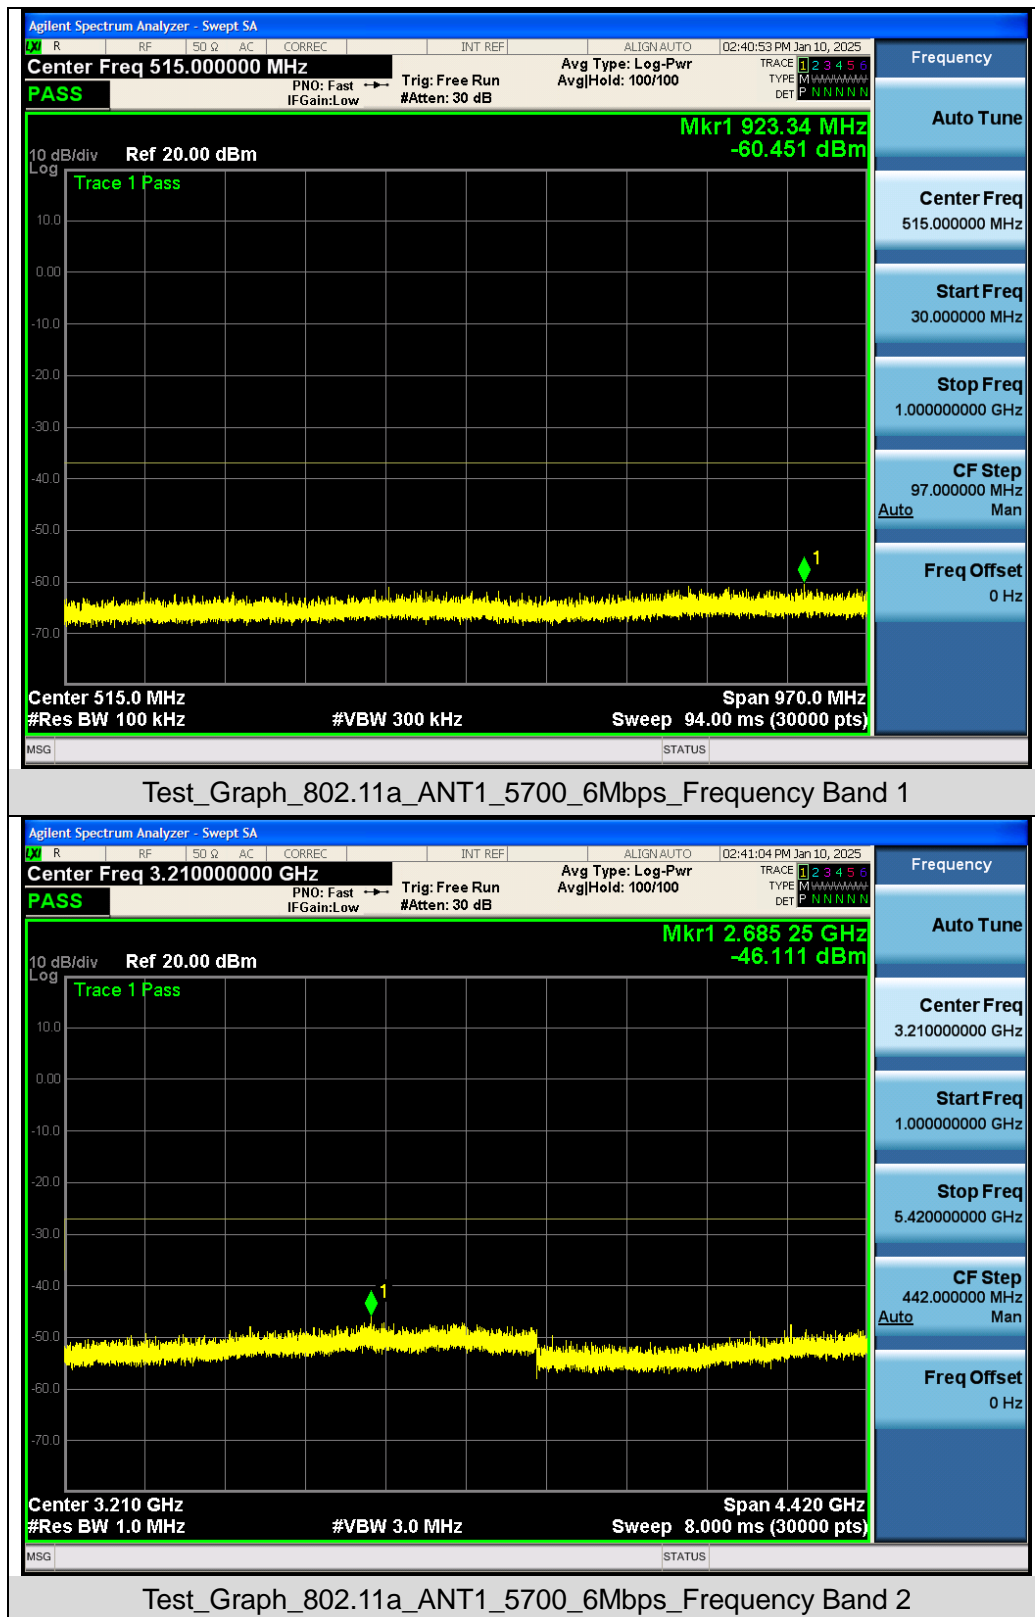 Agilent Spectrum Analyzer - Swept SA
LXI R RF 50 Ω AC CORREC INT REF ALIGN AUTO 02:40:53 PM Jan 10, 2025
Center Freq 515.000000 MHz
PASS
PNO: Fast
IFGain:Low
Trig: Free Run
#Atten: 30 dB
Avg Type: Log-Pwr
Avg|Hold: 100/100
TRACE 1 2 3 4 5 6
TYPE M WWWWW
DET P N N N N N
Mkr1 923.34 MHz
-60.451 dBm
10 dB/div Ref 20.00 dBm
Log
Trace 1 Pass
10.0
0.00
-10.0
-20.0
-30.0
-40.0
-50.0
1
-60.0
-70.0
Center 515.0 MHz Span 970.0 MHz
#Res BW 100 kHz #VBW 300 kHz Sweep 94.00 ms (30000 pts)
MSG STATUS
Frequency
Auto Tune
Center Freq
515.000000 MHz
Start Freq
30.000000 MHz
Stop Freq
1.000000000 GHz
CF Step
97.000000 MHz
Auto Man
Freq Offset
0 Hz
Test_Graph_802.11a_ANT1_5700_6Mbps_Frequency Band 1
Agilent Spectrum Analyzer - Swept SA
LXI R RF 50 Ω AC CORREC INT REF ALIGN AUTO 02:41:04 PM Jan 10, 2025
Center Freq 3.210000000 GHz
PASS
PNO: Fast
IFGain:Low
Trig: Free Run
#Atten: 30 dB
Avg Type: Log-Pwr
Avg|Hold: 100/100
TRACE 1 2 3 4 5 6
TYPE M WWWWW
DET P N N N N N
Mkr1 2.685 25 GHz
-46.111 dBm
10 dB/div Ref 20.00 dBm
Log
Trace 1 Pass
10.0
0.00
-10.0
-20.0
-30.0
-40.0
1
-50.0
-60.0
-70.0
Center 3.210 GHz Span 4.420 GHz
#Res BW 1.0 MHz #VBW 3.0 MHz Sweep 8.000 ms (30000 pts)
MSG STATUS
Frequency
Auto Tune
Center Freq
3.210000000 GHz
Start Freq
1.000000000 GHz
Stop Freq
5.420000000 GHz
CF Step
442.000000 MHz
Auto Man
Freq Offset
0 Hz
Test_Graph_802.11a_ANT1_5700_6Mbps_Frequency Band 2